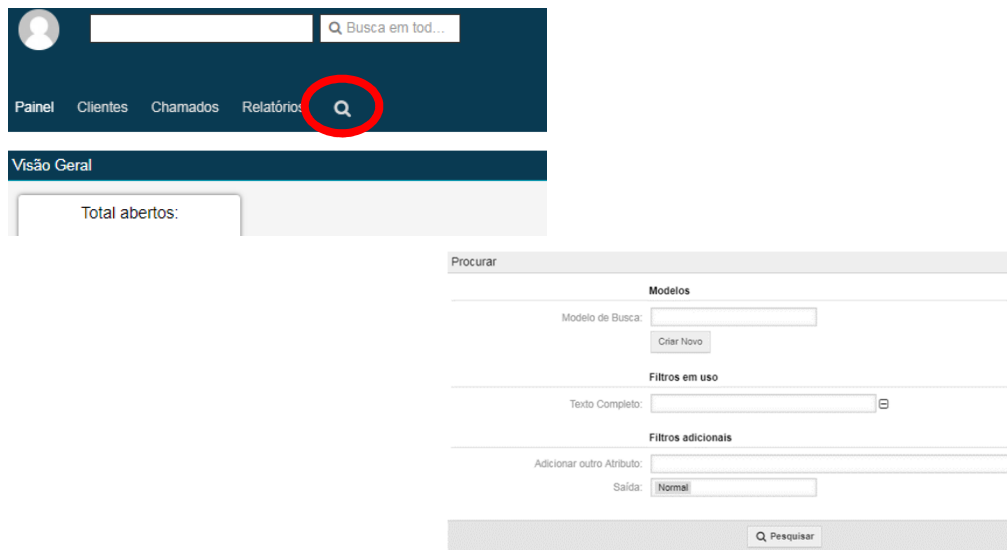 Busca em tod...
Painel Clientes Chamados Relatórios
Visão Geral
Total abertos:
Procurar
Modelos
Modelo de Busca:
Criar Novo
Filtros em uso
Texto Completo:
Filtros adicionais
Adicionar outro Atributo:
Saída: Normal
Pesquisar